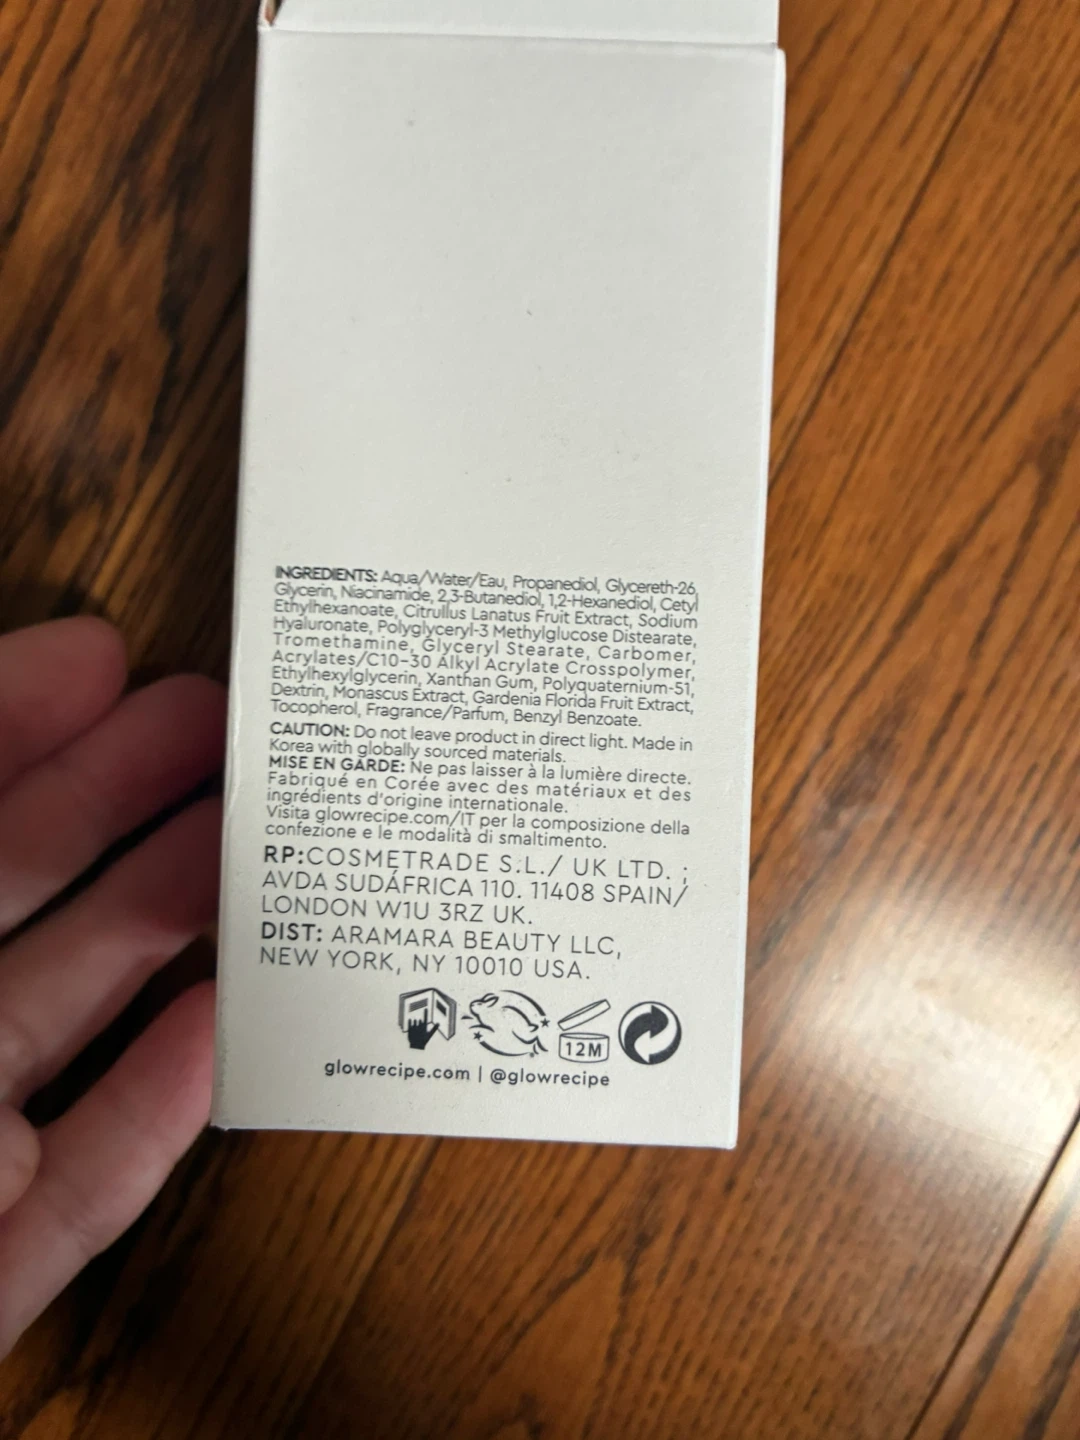 INGREDIENTS: Aqua/Water/Eau, Propanediol, Glycereth-26,
Glycerin, Niacinamide, 2,3-Butanediol, 1,2-Hexanediol, Cetyl
Ethylhexanoate, Citrullus Lanatus Fruit Extract, Sodium
Hyaluronate, Polyglyceryl-3 Methylglucose Distearate,
Tromethamine, Glyceryl Stearate, Carbomer,
Acrylates/C10-30 Alkyl Acrylate Crosspolymer,
Ethylhexylglycerin, Xanthan Gum, Polyquaternium-51,
Dextrin, Monascus Extract, Gardenia Florida Fruit Extract,
Tocopherol, Fragrance/Parfum, Benzyl Benzoate.
CAUTION: Do not leave product in direct light. Made in
Korea with globally sourced materials.
MISE EN GARDE: Ne pas laisser à la lumière directe.
Fabriqué en Corée avec des matériaux et des
ingrédients d'origine internationale.
Visita glowrecipe.com/IT per la composizione della
confezione e le modalità di smaltimento.
RP:COSMETRADE S.L./ UK LTD. ;
AVDA SUDÁFRICA 110. 11408 SPAIN/
LONDON W1U 3RZ UK.
DIST: ARAMARA BEAUTY LLC,
NEW YORK, NY 10010 USA.
12M
glowrecipe.com | @glowrecipe